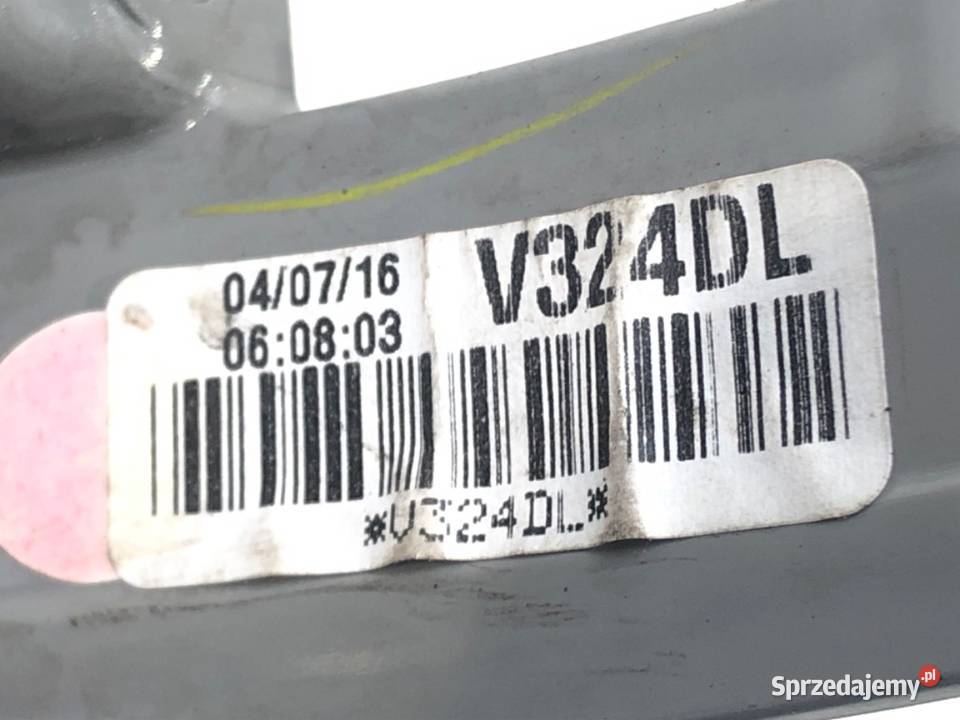 04/07/16
06:08:03
V324DL
*V324DL*
Sprzedajemy.pl